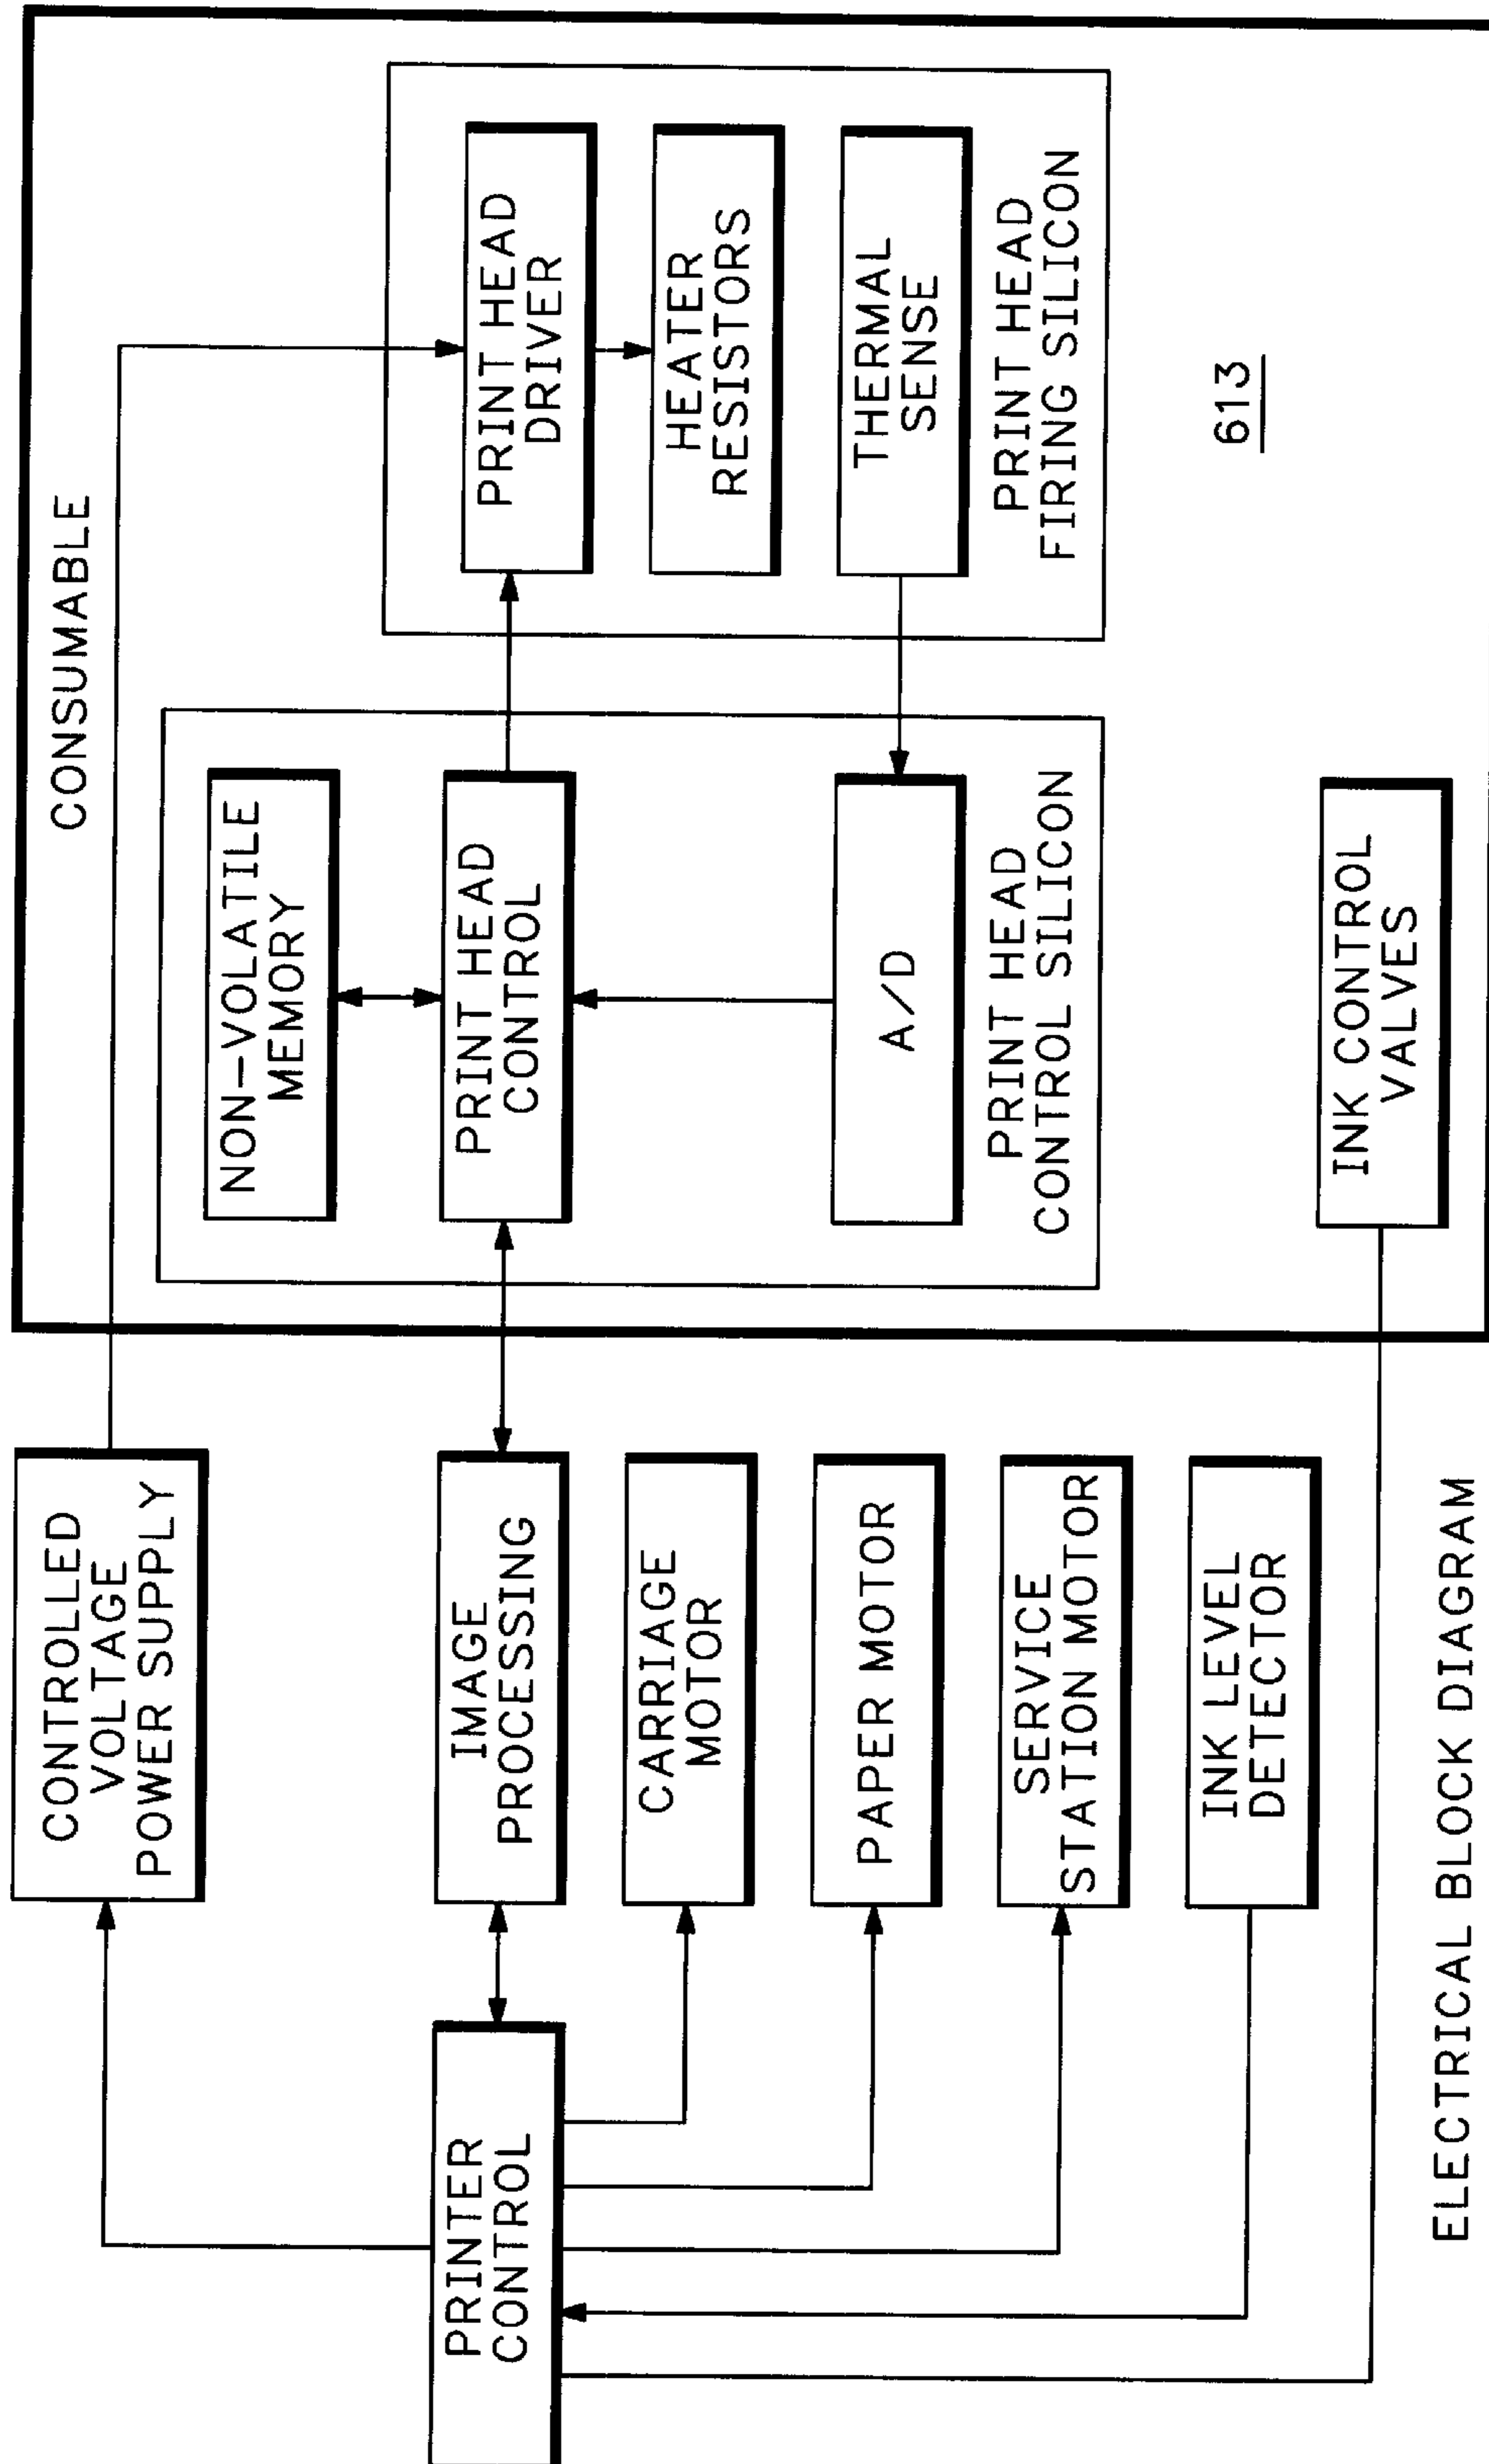 CONSUMABLE
CONTROLLED
VOLTAGE
POWER SUPPLY
NON-VOLATILE
MEMORY
PRINTER
CONTROL
IMAGE
PROCESSING
PRINT HEAD
CONTROL
PRINT HEAD
DRIVER
CARRIAGE
MOTOR
HEATER
RESISTORS
PAPER MOTOR
A/D
THERMAL
SENSE
PRINT HEAD
CONTROL SILICON
PRINT HEAD
FIRING SILICON
SERVICE
STATION MOTOR
INK LEVEL
DETECTOR
613
INK CONTROL
VALVES
ELECTRICAL BLOCK DIAGRAM